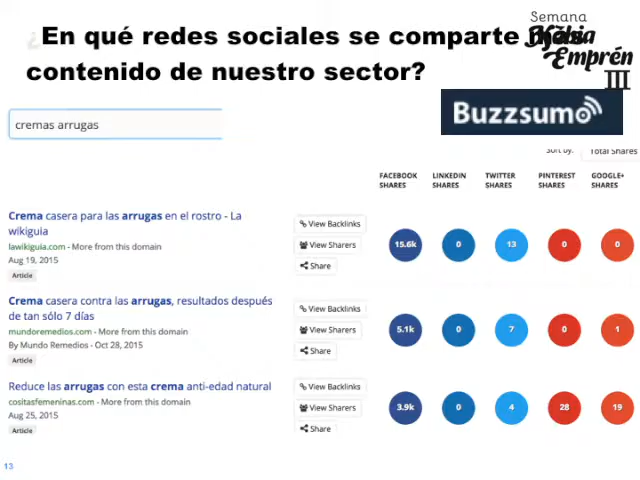 ¿En qué redes sociales se comparte más
contenido de nuestro sector?
Semana
Emprén
III
Buzzsumo
cremas arrugas
Sort by: Total Shares
FACEBOOK SHARES LINKEDIN SHARES TWITTER SHARES PINTEREST SHARES GOOGLE+ SHARES
Crema casera para las arrugas en el rostro - La
wikiguia
lawikiguia.com - More from this domain
Aug 19, 2015
Article
View Backlinks
View Sharers
Share
15.6k 0 13 0 0
Crema casera contra las arrugas, resultados después
de tan sólo 7 días
mundoremedios.com - More from this domain
By Mundo Remedios - Oct 28, 2015
Article
View Backlinks
View Sharers
Share
5.1k 0 7 0 1
Reduce las arrugas con esta crema anti-edad natural
cositasfemeninas.com - More from this domain
Aug 25, 2015
Article
View Backlinks
View Sharers
Share
3.9k 0 4 28 19
13